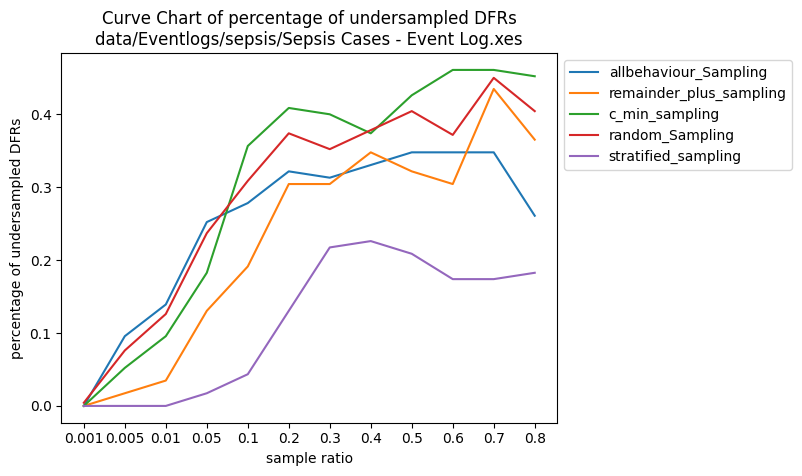 Curve Chart of percentage of undersampled DFRs
data/Eventlogs/sepsis/Sepsis Cases - Event Log.xes
percentage of undersampled DFRs
0.4
0.3
0.2
0.1
0.0
0.001 0.005 0.01 0.05 0.1 0.2 0.3 0.4 0.5 0.6 0.7 0.8
sample ratio
allbehaviour_Sampling
remainder_plus_sampling
c_min_sampling
random_Sampling
stratified_sampling